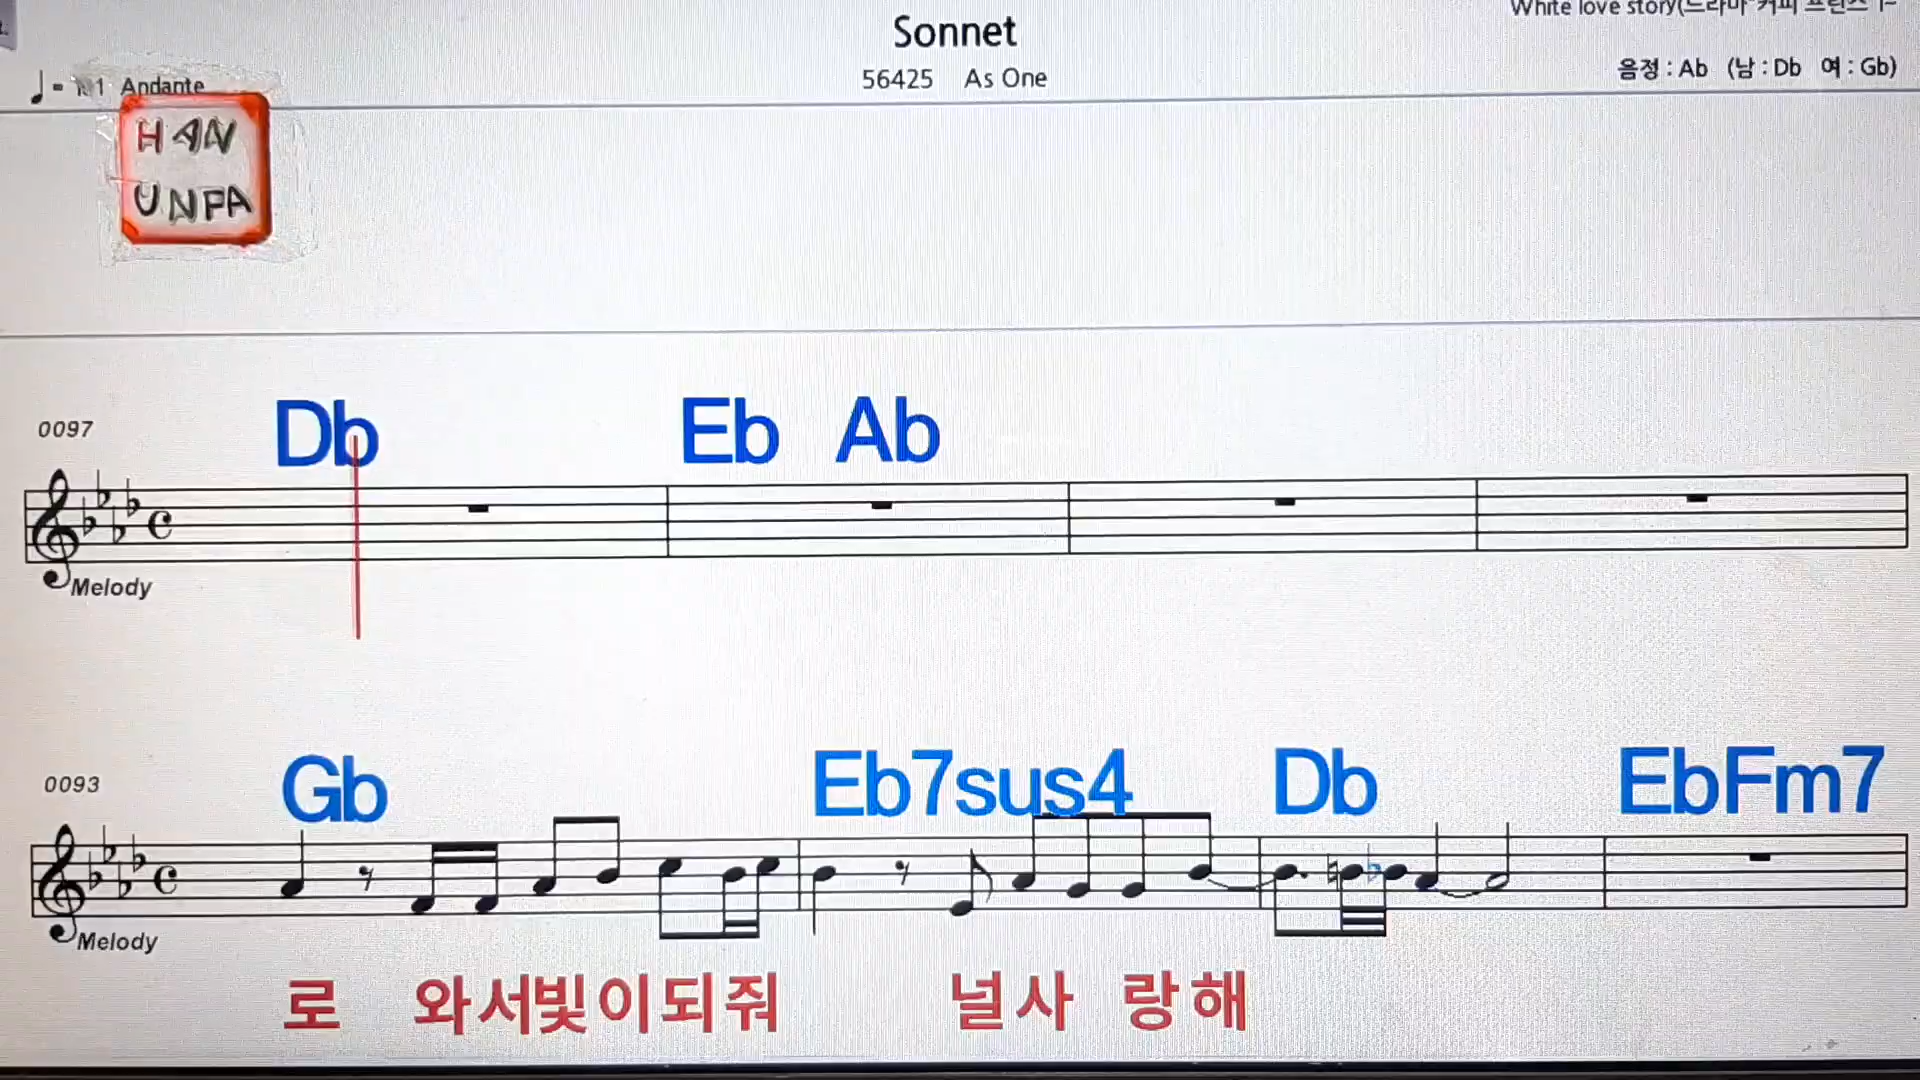 Sonnet
White love story(드라마 커피 프린스 1
Andante
56425 As One
음정 : Ab (남 : Db 여 : Gb)
HAN
UNPA
Db Eb Ab
0097
Melody
Gb Eb7sus4 Db EbFm7
0093
Melody
로 와서빛이되줘 널사 랑해